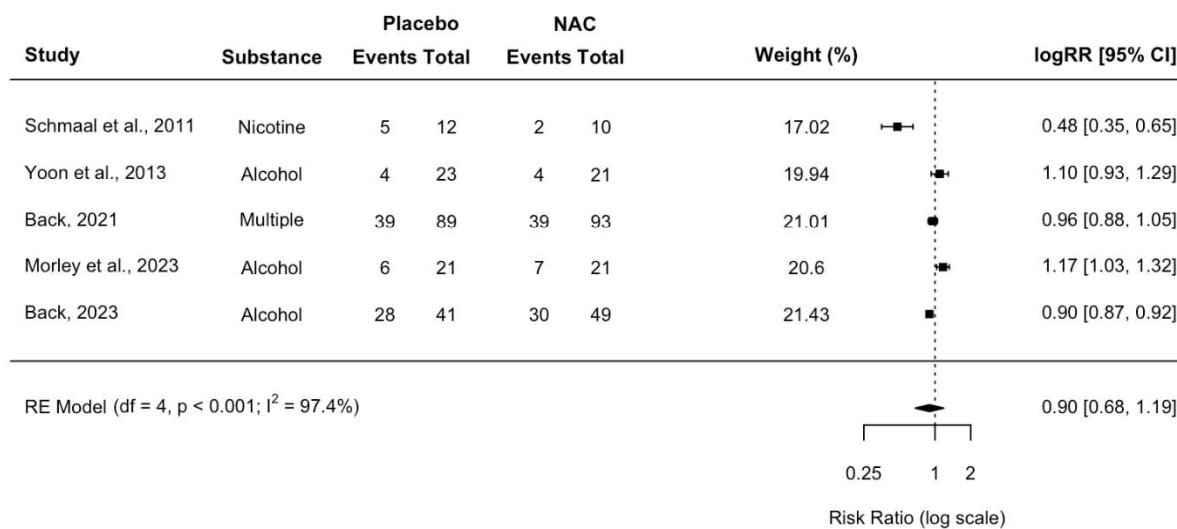 Placebo NAC
Study Substance Events Total Events Total Weight (%) logRR [95% CI]
Schmaal et al., 2011 Nicotine 5 12 2 10 17.02 0.48 [0.35, 0.65]
Yoon et al., 2013 Alcohol 4 23 4 21 19.94 1.10 [0.93, 1.29]
Back, 2021 Multiple 39 89 39 93 21.01 0.96 [0.88, 1.05]
Morley et al., 2023 Alcohol 6 21 7 21 20.6 1.17 [1.03, 1.32]
Back, 2023 Alcohol 28 41 30 49 21.43 0.90 [0.87, 0.92]
RE Model (df = 4, p < 0.001; I² = 97.4%) 0.90 [0.68, 1.19]
0.25 1 2
Risk Ratio (log scale)